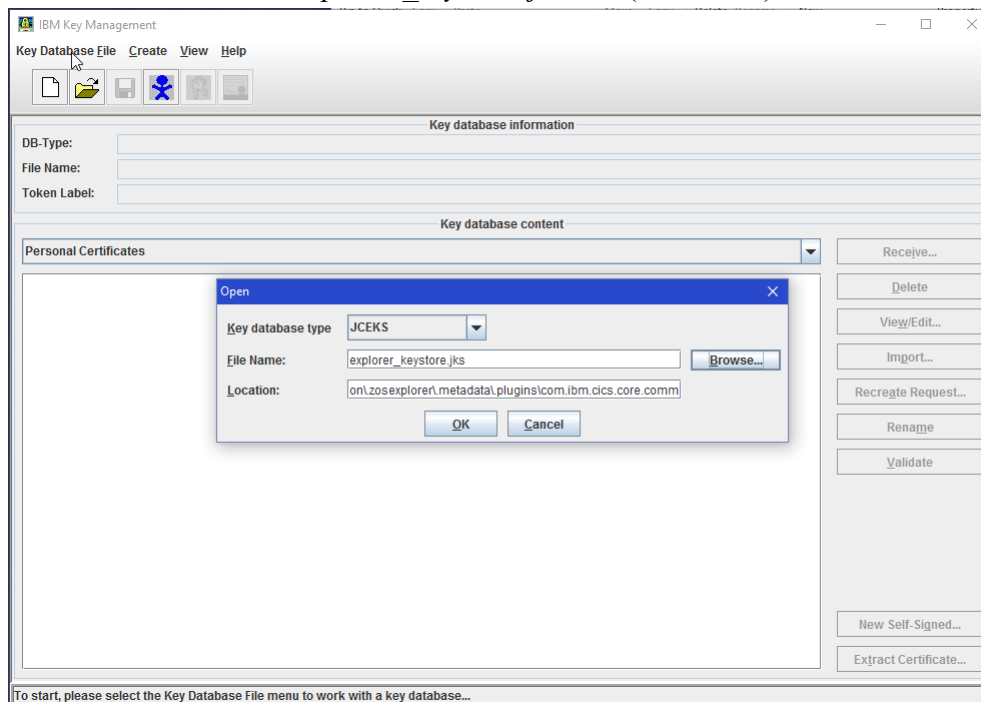 IBM Key Management
Key Database File Create View Help
Key database information
DB-Type:
File Name:
Token Label:
Key database content
Personal Certificates
Receive...
Delete
View/Edit...
Import...
Recreate Request...
Rename
Validate
New Self-Signed...
Extract Certificate...
Open
Key database type JCEKS
File Name: explorer_keystore.jks Browse...
Location: on\zosexplorer\.metadata\.plugins\com.ibm.cics.core.comm
OK Cancel
To start, please select the Key Database File menu to work with a key database...